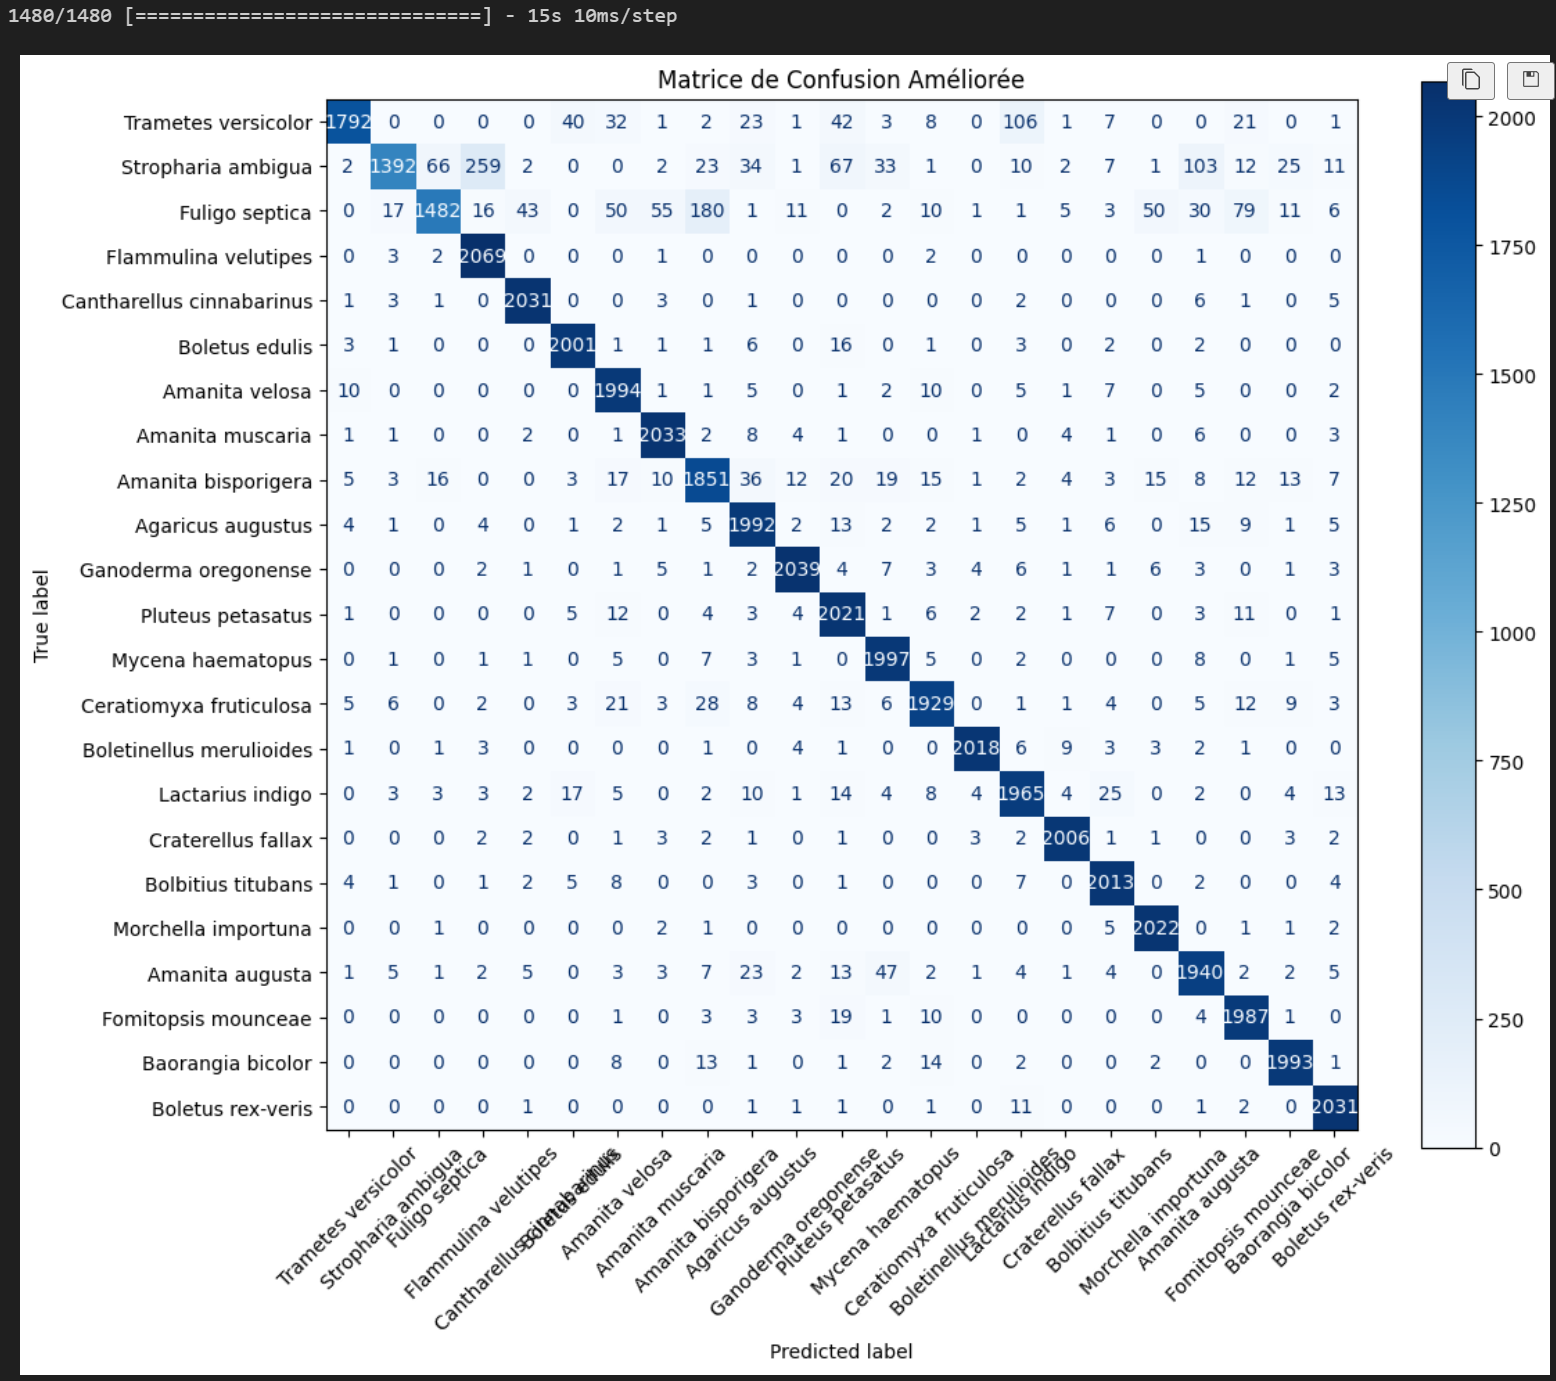 1480/1480 [==============================] - 15s 10ms/step
Matrice de Confusion Améliorée
Trametes versicolor 1792 0 0 0 0 40 32 1 2 23 1 42 3 8 0 106 1 7 0 0 21 0 1
Stropharia ambigua 2 1392 66 259 2 0 0 2 23 34 1 67 33 1 0 10 2 7 1 103 12 25 11
Fuligo septica 0 17 1482 16 43 0 50 55 180 1 11 0 2 10 1 1 5 3 50 30 79 11 6
Flammulina velutipes 0 3 2 2069 0 0 0 1 0 0 0 0 0 2 0 0 0 0 0 1 0 0 0
Cantharellus cinnabarinus 1 3 1 0 2031 0 0 3 0 1 0 0 0 0 0 2 0 0 0 6 1 0 5
Boletus edulis 3 1 0 0 0 2001 1 1 1 6 0 16 0 1 0 3 0 2 0 2 0 0 0
Amanita velosa 10 0 0 0 0 0 1994 1 1 5 0 1 2 10 0 5 1 7 0 5 0 0 2
Amanita muscaria 1 1 0 0 2 0 1 2033 2 8 4 1 0 0 1 0 4 1 0 6 0 0 3
Amanita bisporigera 5 3 16 0 0 3 17 10 1851 36 12 20 19 15 1 2 4 3 15 8 12 13 7
Agaricus augustus 4 1 0 4 0 1 2 1 5 1992 2 13 2 2 1 5 1 6 0 15 9 1 5
Ganoderma oregonense 0 0 0 2 1 0 1 5 1 2 2039 4 7 3 4 6 1 1 6 3 0 1 3
Pluteus petasatus 1 0 0 0 0 5 12 0 4 3 4 2021 1 6 2 2 1 7 0 3 11 0 1
Mycena haematopus 0 1 0 1 1 0 5 0 7 3 1 0 1997 5 0 2 0 0 0 8 0 1 5
Ceratiomyxa fruticulosa 5 6 0 2 0 3 21 3 28 8 4 13 6 1929 0 1 1 4 0 5 12 9 3
Boletinellus merulioides 1 0 1 3 0 0 0 0 1 0 4 1 0 0 2018 6 9 3 3 2 1 0 0
Lactarius indigo 0 3 3 3 2 17 5 0 2 10 1 14 4 8 4 1965 4 25 0 2 0 4 13
Craterellus fallax 0 0 0 2 2 0 1 3 2 1 0 1 0 0 3 2 2006 1 1 0 0 3 2
Bolbitius titubans 4 1 0 1 2 5 8 0 0 3 0 1 0 0 0 7 0 2013 0 2 0 0 4
Morchella importuna 0 0 1 0 0 0 0 2 1 0 0 0 0 0 0 0 0 5 2022 0 1 1 2
Amanita augusta 1 5 1 2 5 0 3 3 7 23 2 13 47 2 1 4 1 4 0 1940 2 2 5
Fomitopsis mounceae 0 0 0 0 0 0 1 0 3 3 3 19 1 10 0 0 0 0 0 4 1987 1 0
Baorangia bicolor 0 0 0 0 0 0 8 0 13 1 0 1 2 14 0 2 0 0 2 0 0 1993 1
Boletus rex-veris 0 0 0 0 1 0 0 0 0 1 1 1 0 1 0 11 0 0 0 1 2 0 2031
True label
Trametes versicolor
Stropharia ambigua
Fuligo septica
Flammulina velutipes
Cantharellus cinnabarinus
Boletus edulis
Amanita velosa
Amanita muscaria
Amanita bisporigera
Agaricus augustus
Ganoderma oregonense
Pluteus petasatus
Mycena haematopus
Ceratiomyxa fruticulosa
Boletinellus merulioides
Lactarius indigo
Craterellus fallax
Bolbitius titubans
Morchella importuna
Amanita augusta
Fomitopsis mounceae
Baorangia bicolor
Boletus rex-veris
Predicted label
2000
1750
1500
1250
1000
750
500
250
0